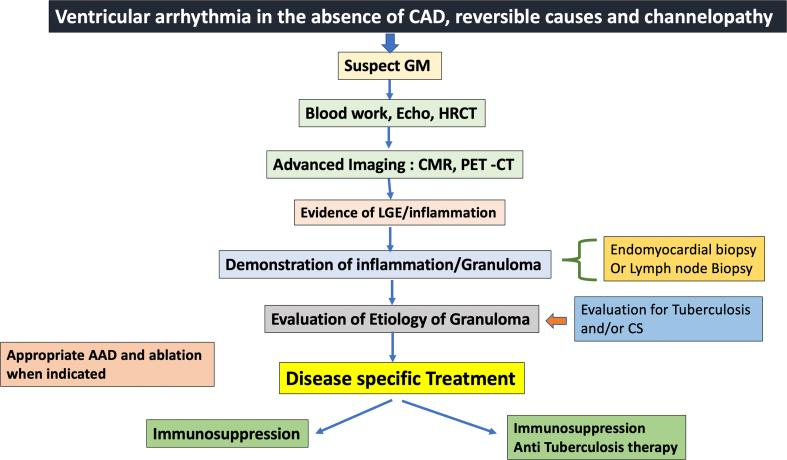 Ventricular arrhythmia in the absence of CAD, reversible causes and channelopathy
Suspect GM
Blood work, Echo, HRCT
Advanced Imaging : CMR, PET -CT
Evidence of LGE/inflammation
Demonstration of inflammation/Granuloma
Endomyocardial biopsy
Or Lymph node Biopsy
Evaluation of Etiology of Granuloma
Evaluation for Tuberculosis
and/or CS
Appropriate AAD and ablation
when indicated
Disease specific Treatment
Immunosuppression
Immunosuppression
Anti Tuberculosis therapy